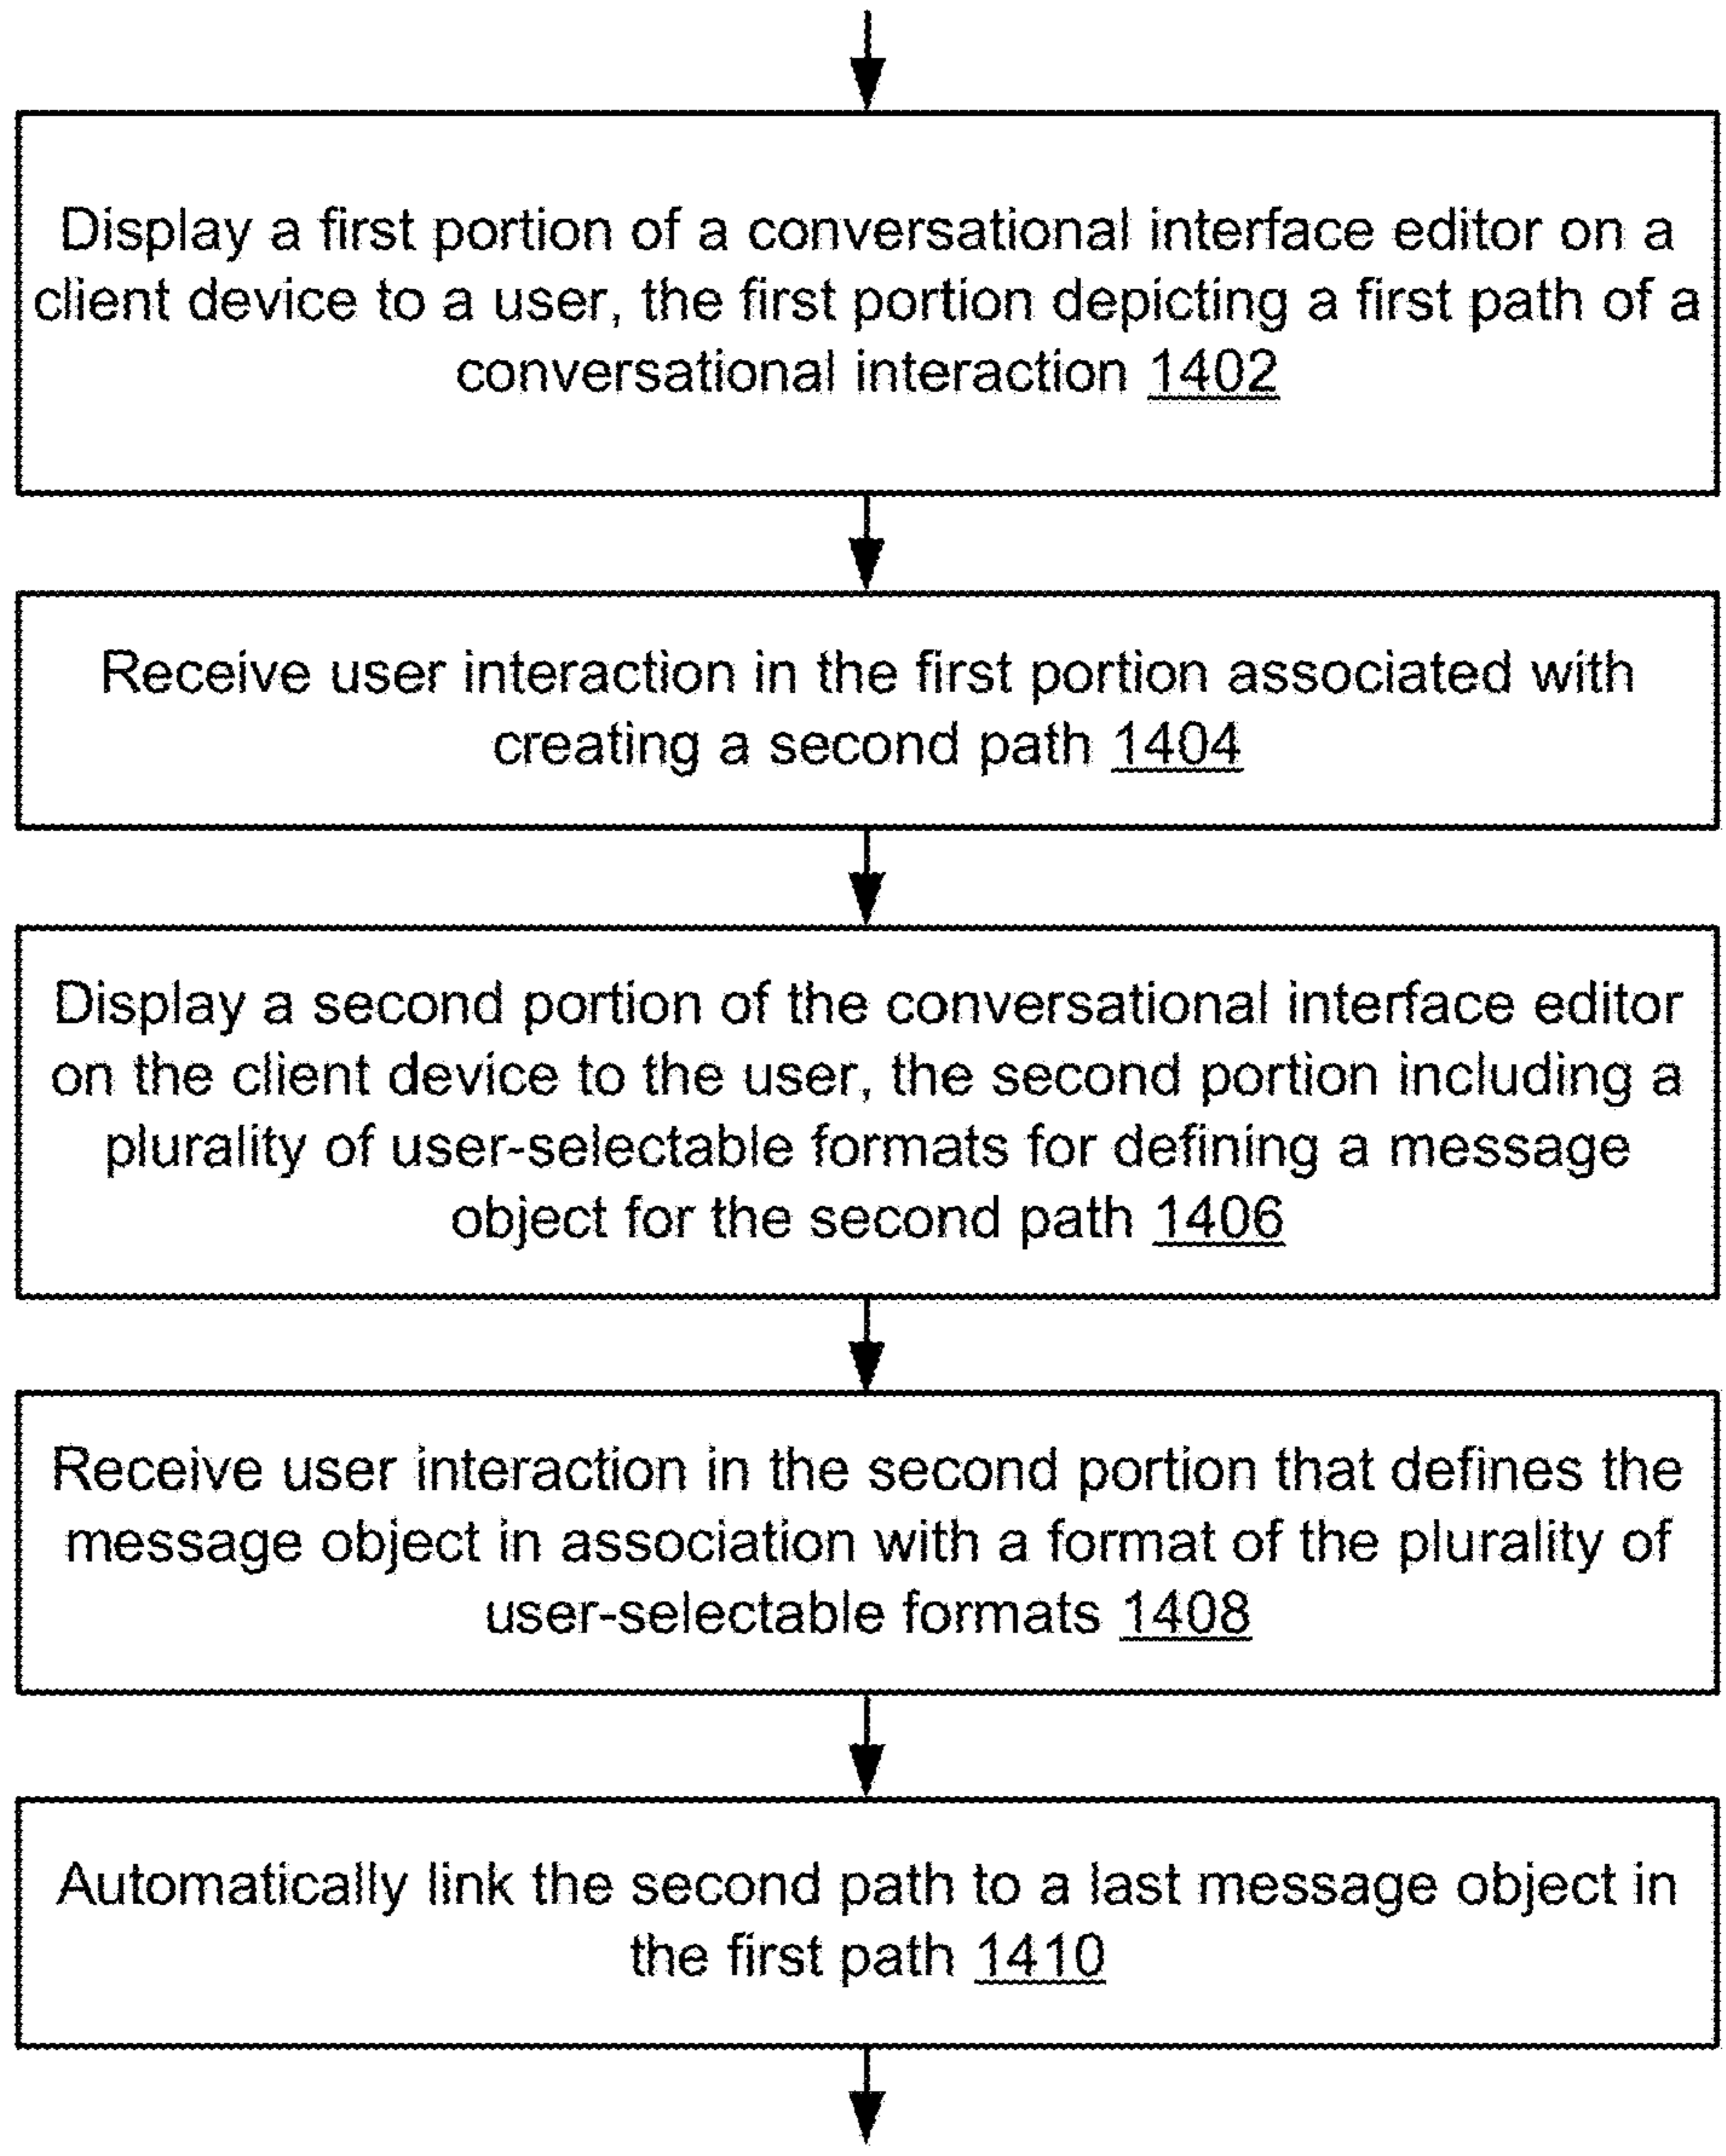 Display a first portion of a conversational interface editor on a
client device to a user, the first portion depicting a first path of a
conversational interaction 1402
Receive user interaction in the first portion associated with
creating a second path 1404
Display a second portion of the conversational interface editor
on the client device to the user, the second portion including a
plurality of user-selectable formats for defining a message
object for the second path 1406
Receive user interaction in the second portion that defines the
message object in association with a format of the plurality of
user-selectable formats 1408
Automatically link the second path to a last message object in
the first path 1410